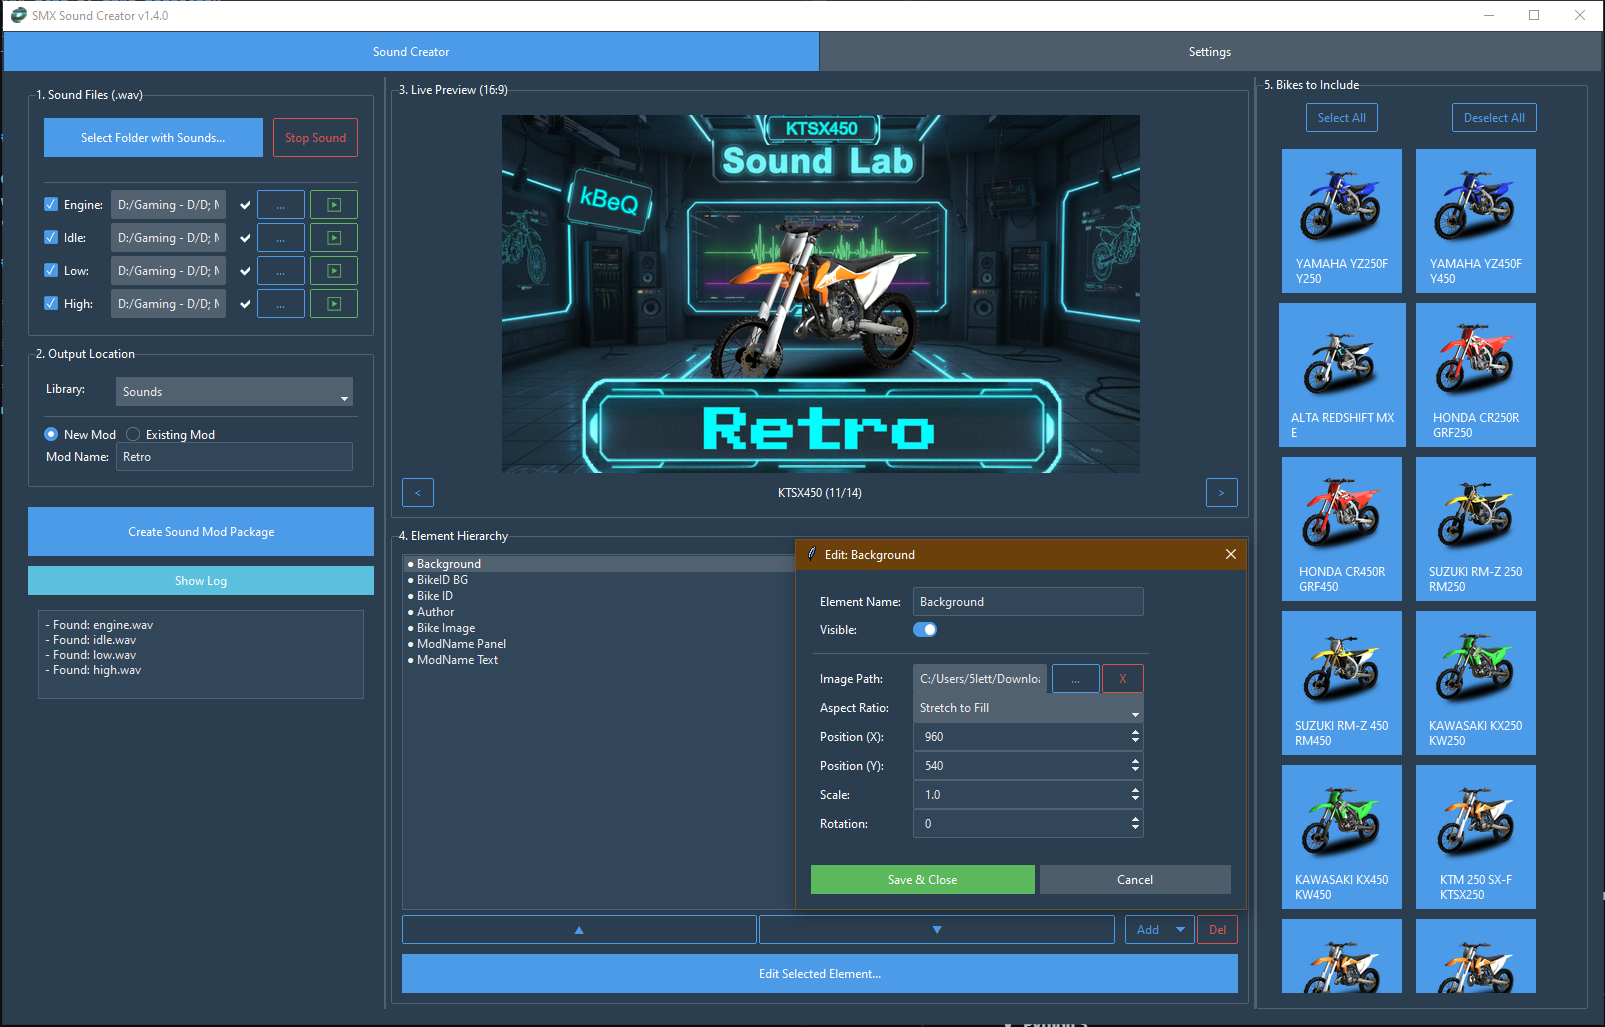 SMX Sound Creator v1.4.0
Sound Creator
Settings
1. Sound Files (.wav)
Select Folder with Sounds...
Stop Sound
Engine:
D:/Gaming - D/D; M
...
Idle:
D:/Gaming - D/D; M
...
Low:
D:/Gaming - D/D; M
...
High:
D:/Gaming - D/D; M
...
2. Output Location
Library:
Sounds
New Mod
Existing Mod
Mod Name:
Retro
Create Sound Mod Package
Show Log
- Found: engine.wav
- Found: idle.wav
- Found: low.wav
- Found: high.wav
3. Live Preview (16:9)
KTSX450
Sound Lab
kBeQ
Retro
<
KTSX450 (11/14)
>
4. Element Hierarchy
● Background
● BikeID BG
● Bike ID
● Author
● Bike Image
● ModName Panel
● ModName Text
Edit: Background
Element Name:
Background
Visible:
Image Path:
C:/Users/5lett/Downloa
...
X
Aspect Ratio:
Stretch to Fill
Position (X):
960
Position (Y):
540
Scale:
1.0
Rotation:
0
Save & Close
Cancel
▲
▼
Add
Del
Edit Selected Element...
5. Bikes to Include
Select All
Deselect All
YAMAHA YZ250F
Y250
YAMAHA YZ450F
Y450
ALTA REDSHIFT MX
E
HONDA CR250R
GRF250
HONDA CR450R
GRF450
SUZUKI RM-Z 250
RM250
SUZUKI RM-Z 450
RM450
KAWASAKI KX250
KW250
KAWASAKI KX450
KW450
KTM 250 SX-F
KTSX250